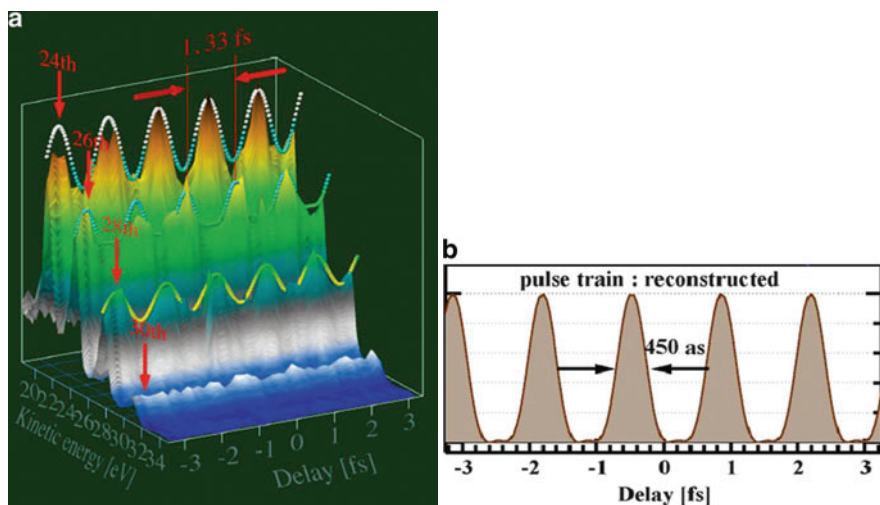 a
1.33 fs
24th
26th
28th
30th
20 22 24 26 28 30 32 34
Kinetic energy [eV]
-3 -2 -1 0 1 2 3
Delay [fs]
b
pulse train : reconstructed
450 as
-3 -2 -1 0 1 2 3
Delay [fs]